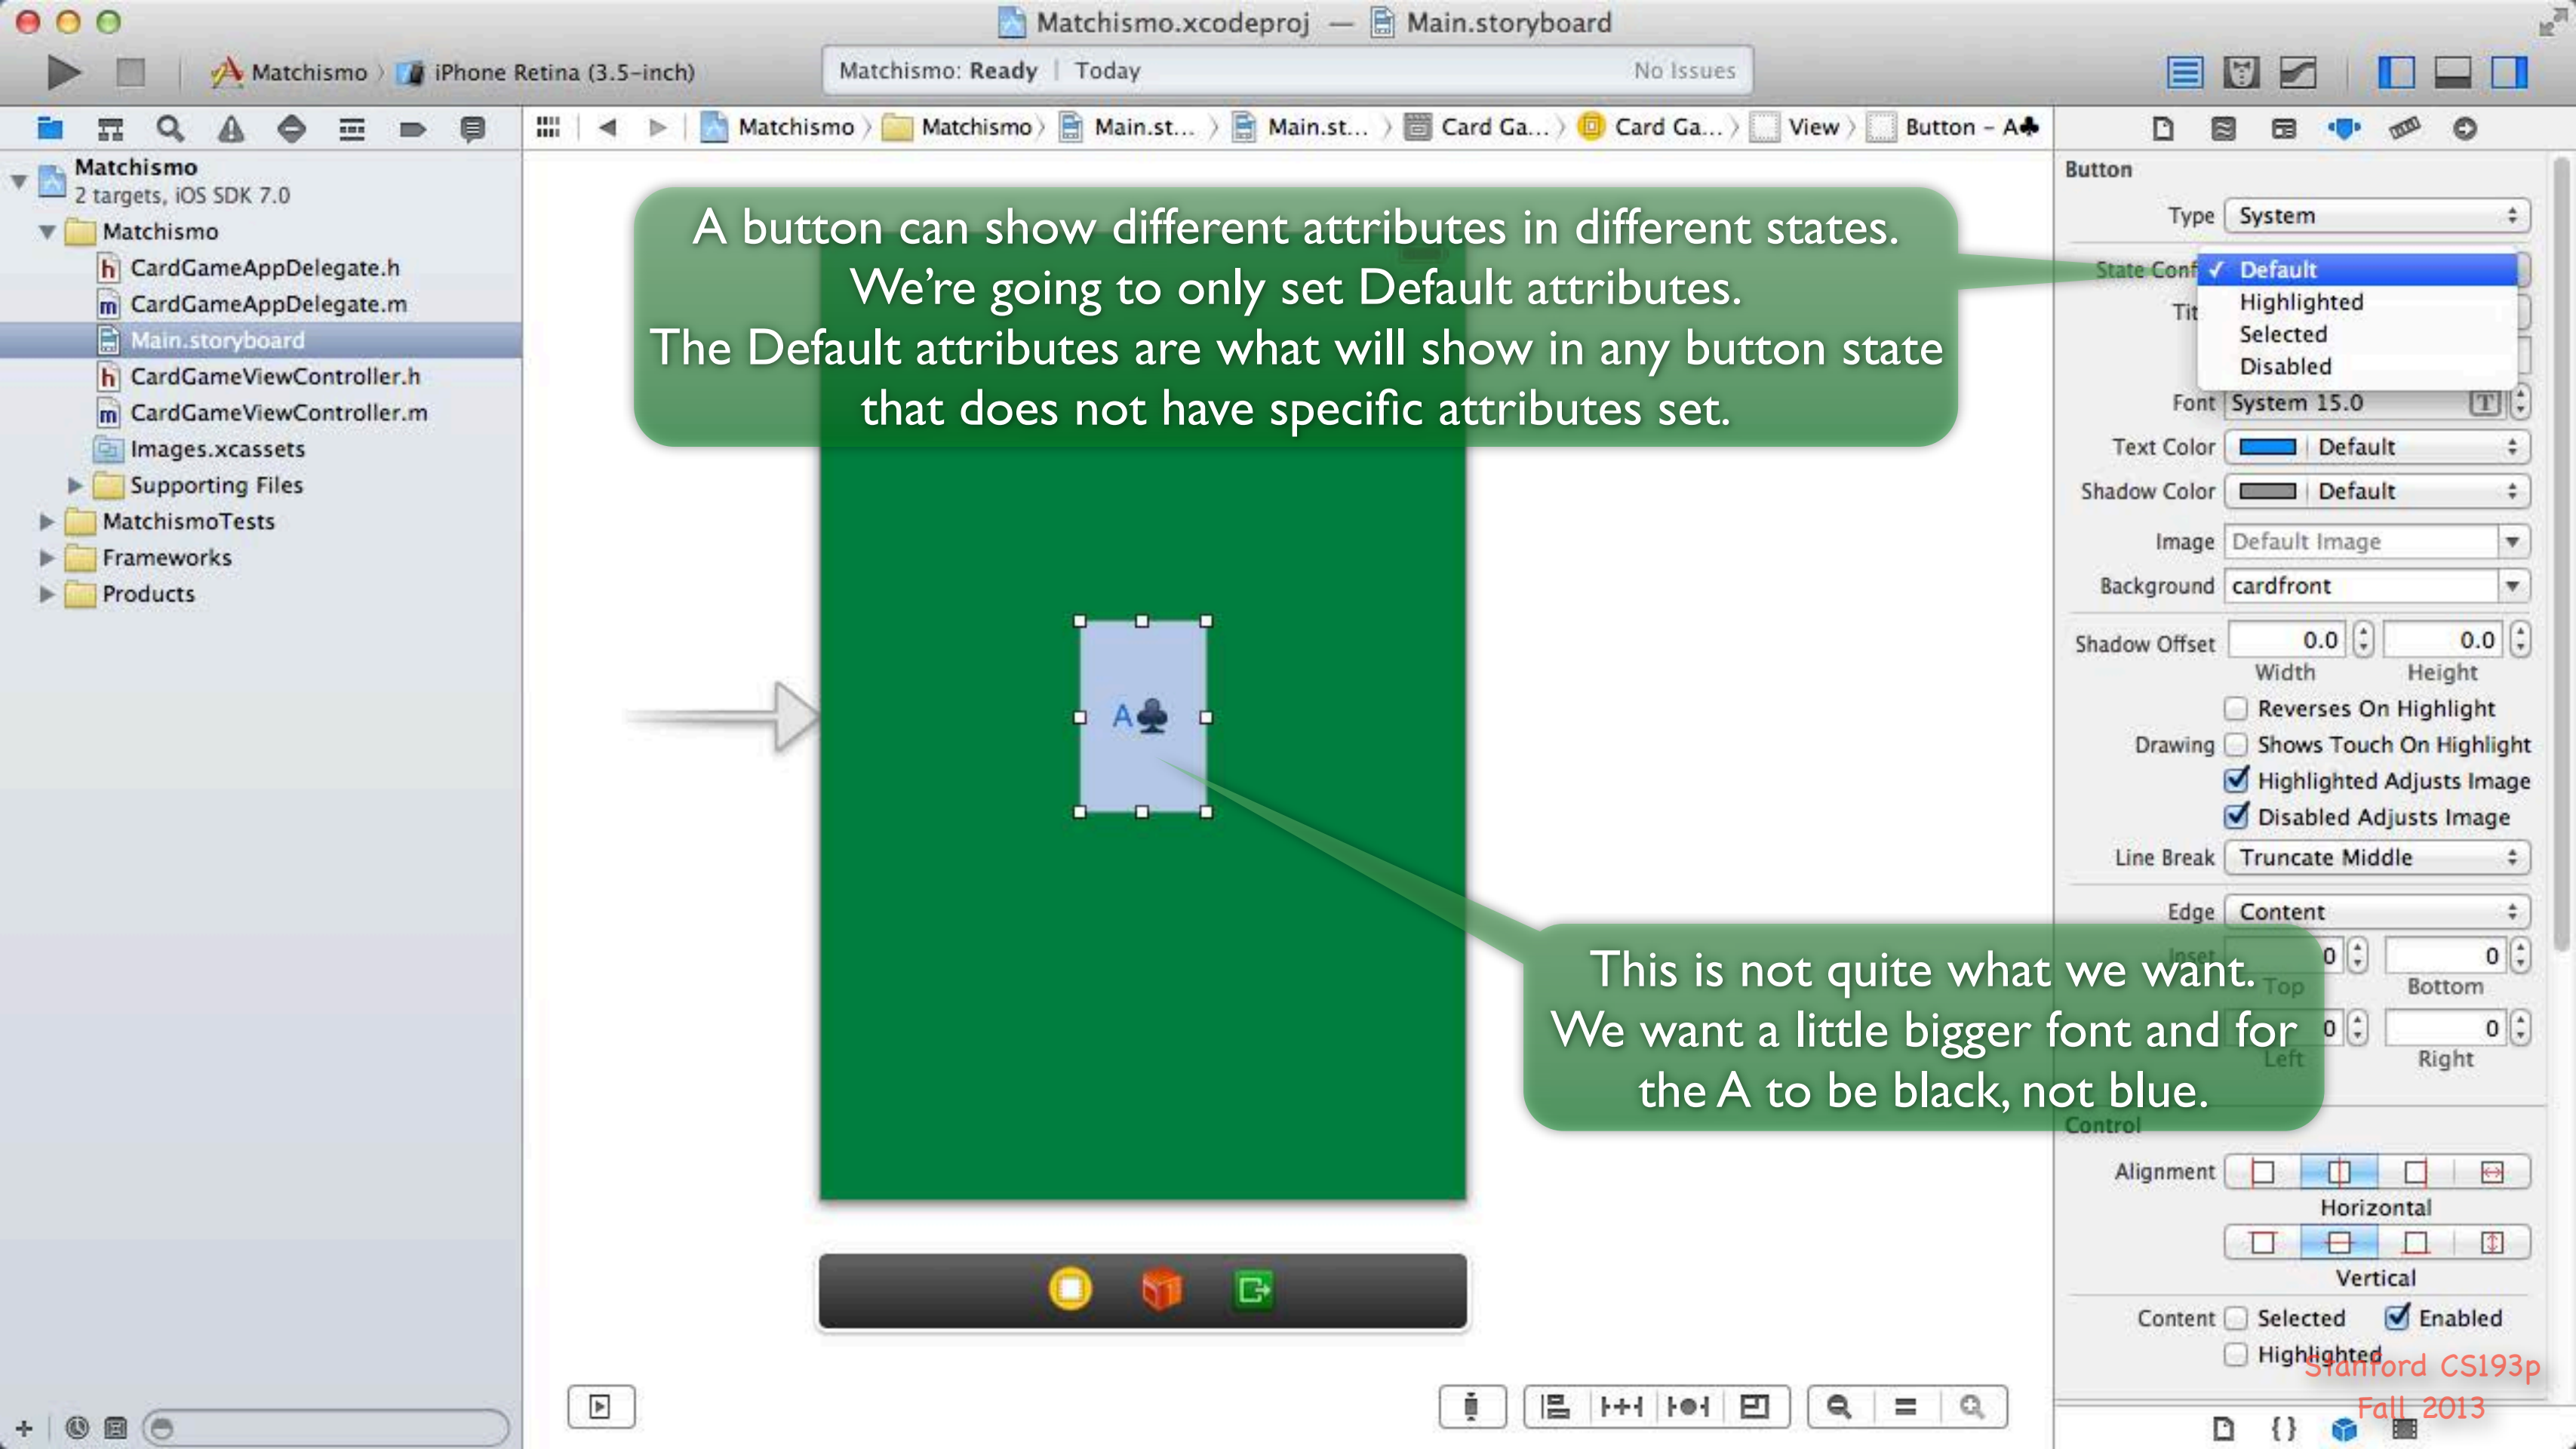 Matchismo.xcodeproj — Main.storyboard
Matchismo 〉 iPhone Retina (3.5-inch)
Matchismo: Ready | Today
No Issues
Matchismo 〉 Matchismo 〉 Main.st... 〉 Main.st... 〉 Card Ga... 〉 Card Ga... 〉 View 〉 Button - A♣
Matchismo
2 targets, iOS SDK 7.0
Matchismo
h CardGameAppDelegate.h
m CardGameAppDelegate.m
Main.storyboard
h CardGameViewController.h
m CardGameViewController.m
Images.xcassets
Supporting Files
MatchismoTests
Frameworks
Products
A button can show different attributes in different states.
We're going to only set Default attributes.
The Default attributes are what will show in any button state
that does not have specific attributes set.
A♣
This is not quite what we want.
We want a little bigger font and for
the A to be black, not blue.
Button
Type System
State Conf ✓ Default
Highlighted
Tit
Selected
Disabled
Font System 15.0 T
Text Color Default
Shadow Color Default
Image Default Image
Background cardfront
Shadow Offset 0.0 0.0
Width Height
Reverses On Highlight
Drawing Shows Touch On Highlight
Highlighted Adjusts Image
Disabled Adjusts Image
Line Break Truncate Middle
Edge Content
Inset 0 0
Top Bottom
0 0
Left Right
Control
Alignment
Horizontal
Vertical
Content Selected Enabled
Highlighted
Stanford CS193p
Fall 2013